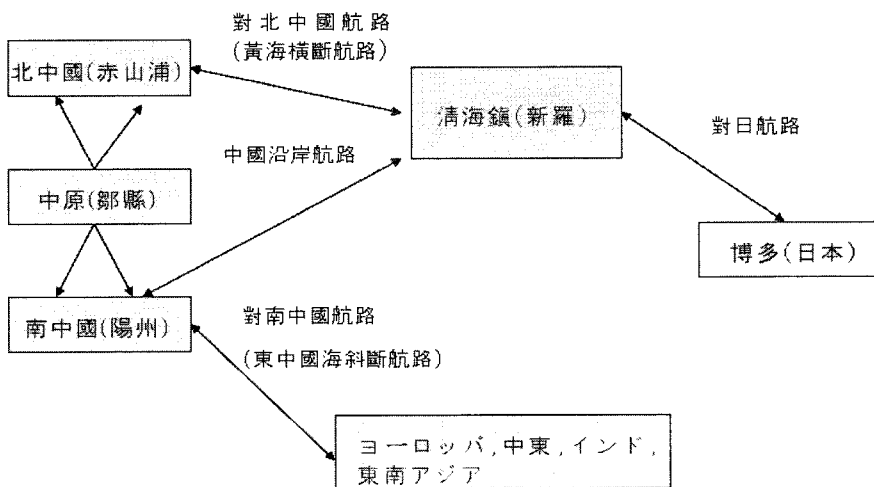 對北中國航路
(黃海橫斷航路)
北中國(赤山浦)
淸海鎭(新羅)
對日航路
中國沿岸航路
中原(鄒縣)
博多(日本)
南中國(陽州)
對南中國航路
(東中國海斜斷航路)
ヨーロッパ,中東,インド,
東南アジア